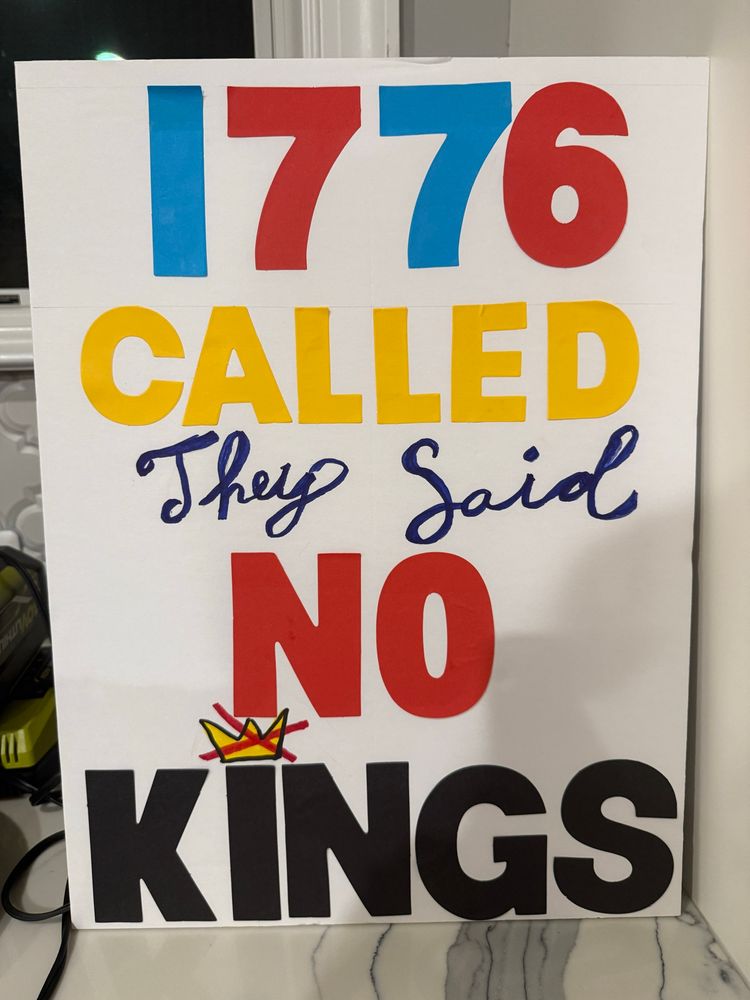 1776
CALLED
They Said
NO
KINGS